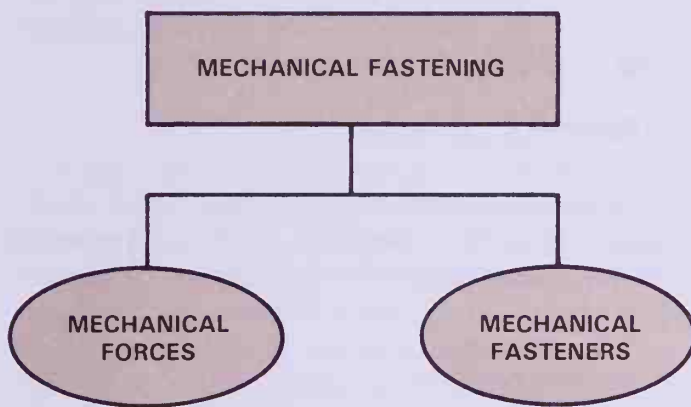 MECHANICAL FASTENING
MECHANICAL
FORCES
MECHANICAL
FASTENERS